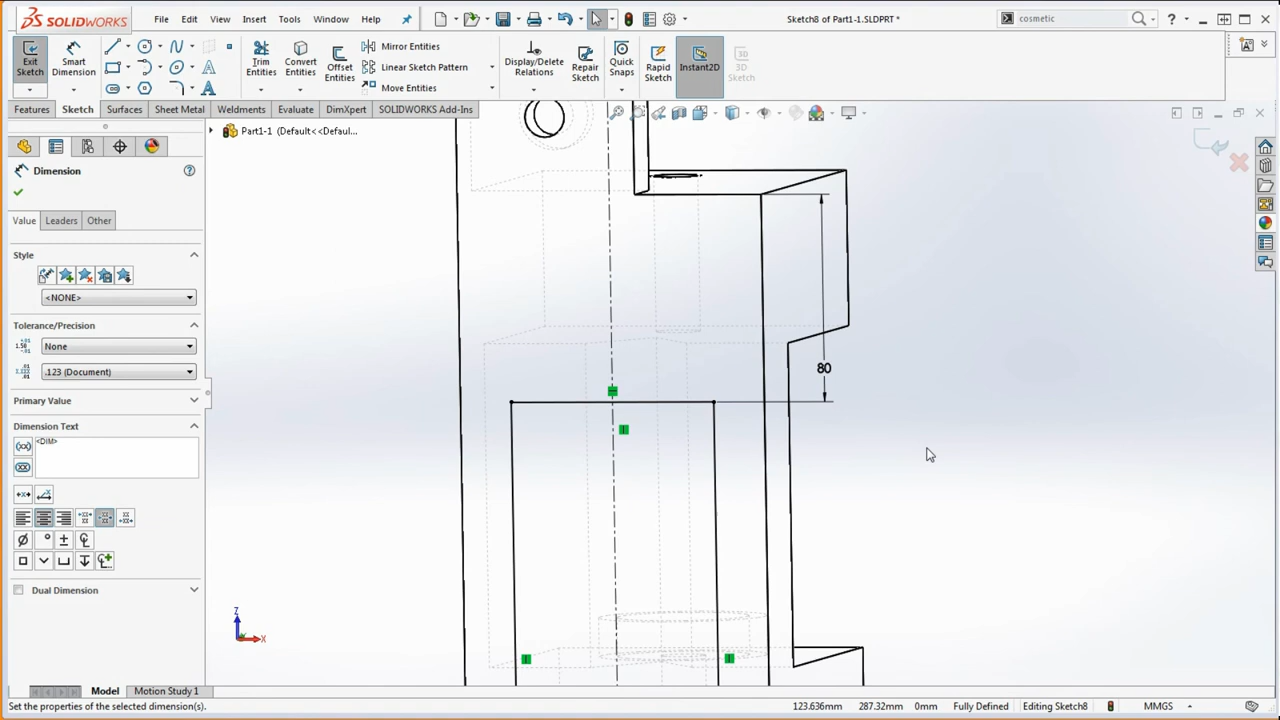 SOLIDWORKS File Edit View Insert Tools Window Help Sketch8 of Part1-1.SLDPRT * cosmetic
Exit Sketch
Smart Dimension
Trim Entities
Convert Entities
Offset Entities
Mirror Entities
Linear Sketch Pattern
Move Entities
Display/Delete Relations
Repair Sketch
Quick Snaps
Rapid Sketch
Instant2D
3D Sketch
Features Sketch Surfaces Sheet Metal Weldments Evaluate DimXpert SOLIDWORKS Add-Ins
Part1-1 (Default<<Defaul...
Dimension
Value Leaders Other
Style
<NONE>
Tolerance/Precision
None
.123 (Document)
Primary Value
Dimension Text
<DIM>
Dual Dimension
80
Z
X
Model Motion Study 1
Set the properties of the selected dimension(s). 123.636mm 287.32mm 0mm Fully Defined Editing Sketch8 MMGS